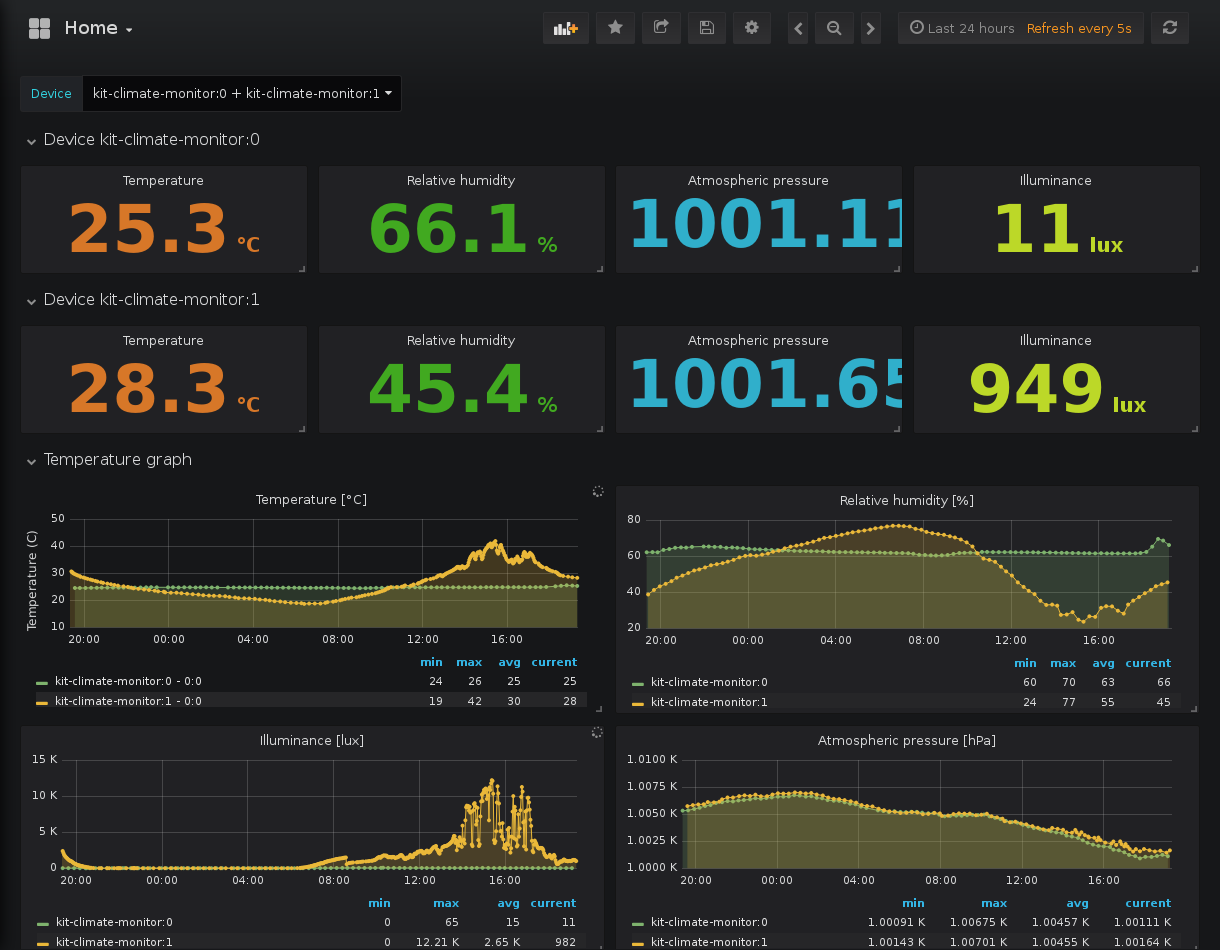 Home
Last 24 hours Refresh every 5s
Device kit-climate-monitor:0 + kit-climate-monitor:1
Device kit-climate-monitor:0
Temperature Relative humidity Atmospheric pressure Illuminance
25.3 °C 66.1 % 1001.11 11 lux
Device kit-climate-monitor:1
Temperature Relative humidity Atmospheric pressure Illuminance
28.3 °C 45.4 % 1001.65 949 lux
Temperature graph
Temperature [°C]
Temperature (C)
50
40
30
20
10
20:00 00:00 04:00 08:00 12:00 16:00
min max avg current
kit-climate-monitor:0 - 0:0 24 26 25 25
kit-climate-monitor:1 - 0:0 19 42 30 28
Relative humidity [%]
80
60
40
20
20:00 00:00 04:00 08:00 12:00 16:00
min max avg current
kit-climate-monitor:0 60 70 63 66
kit-climate-monitor:1 24 77 55 45
Illuminance [lux]
15 K
10 K
5 K
0
20:00 00:00 04:00 08:00 12:00 16:00
min max avg current
kit-climate-monitor:0 0 65 15 11
kit-climate-monitor:1 0 12.21 K 2.65 K 982
Atmospheric pressure [hPa]
1.0100 K
1.0075 K
1.0050 K
1.0025 K
1.0000 K
20:00 00:00 04:00 08:00 12:00 16:00
min max avg current
kit-climate-monitor:0 1.00091 K 1.00675 K 1.00457 K 1.00111 K
kit-climate-monitor:1 1.00143 K 1.00701 K 1.00455 K 1.00164 K